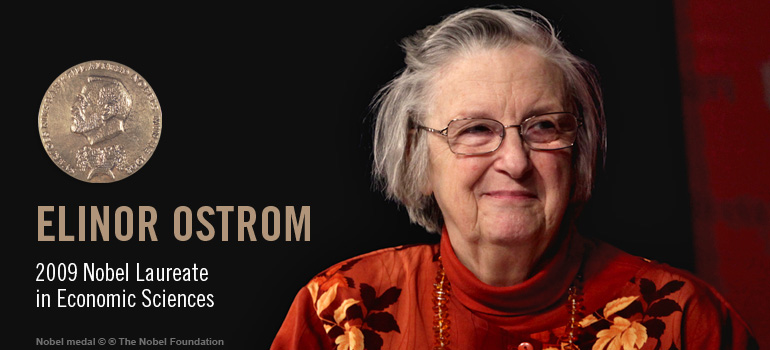 ELINOR OSTROM
2009 Nobel Laureate
in Economic Sciences
Nobel medal © ® The Nobel Foundation